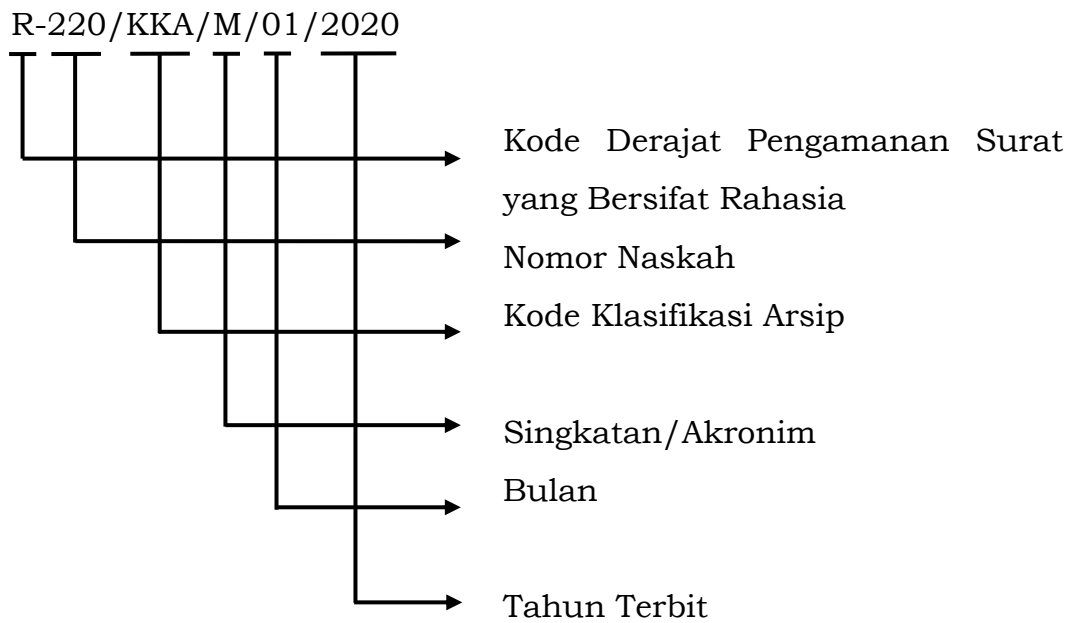 R-220/KKA/M/01/2020
Kode Derajat Pengamanan Surat
yang Bersifat Rahasia
Nomor Naskah
Kode Klasifikasi Arsip
Singkatan/Akronim
Bulan
Tahun Terbit